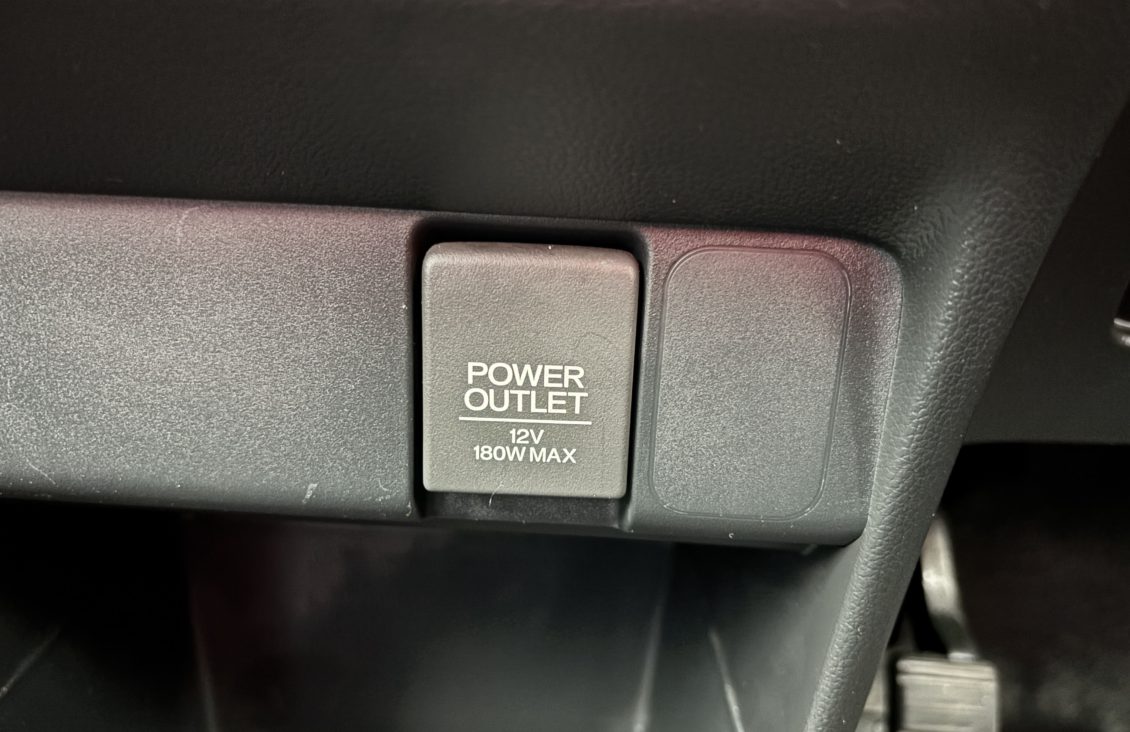 POWER
OUTLET
12V
180W MAX